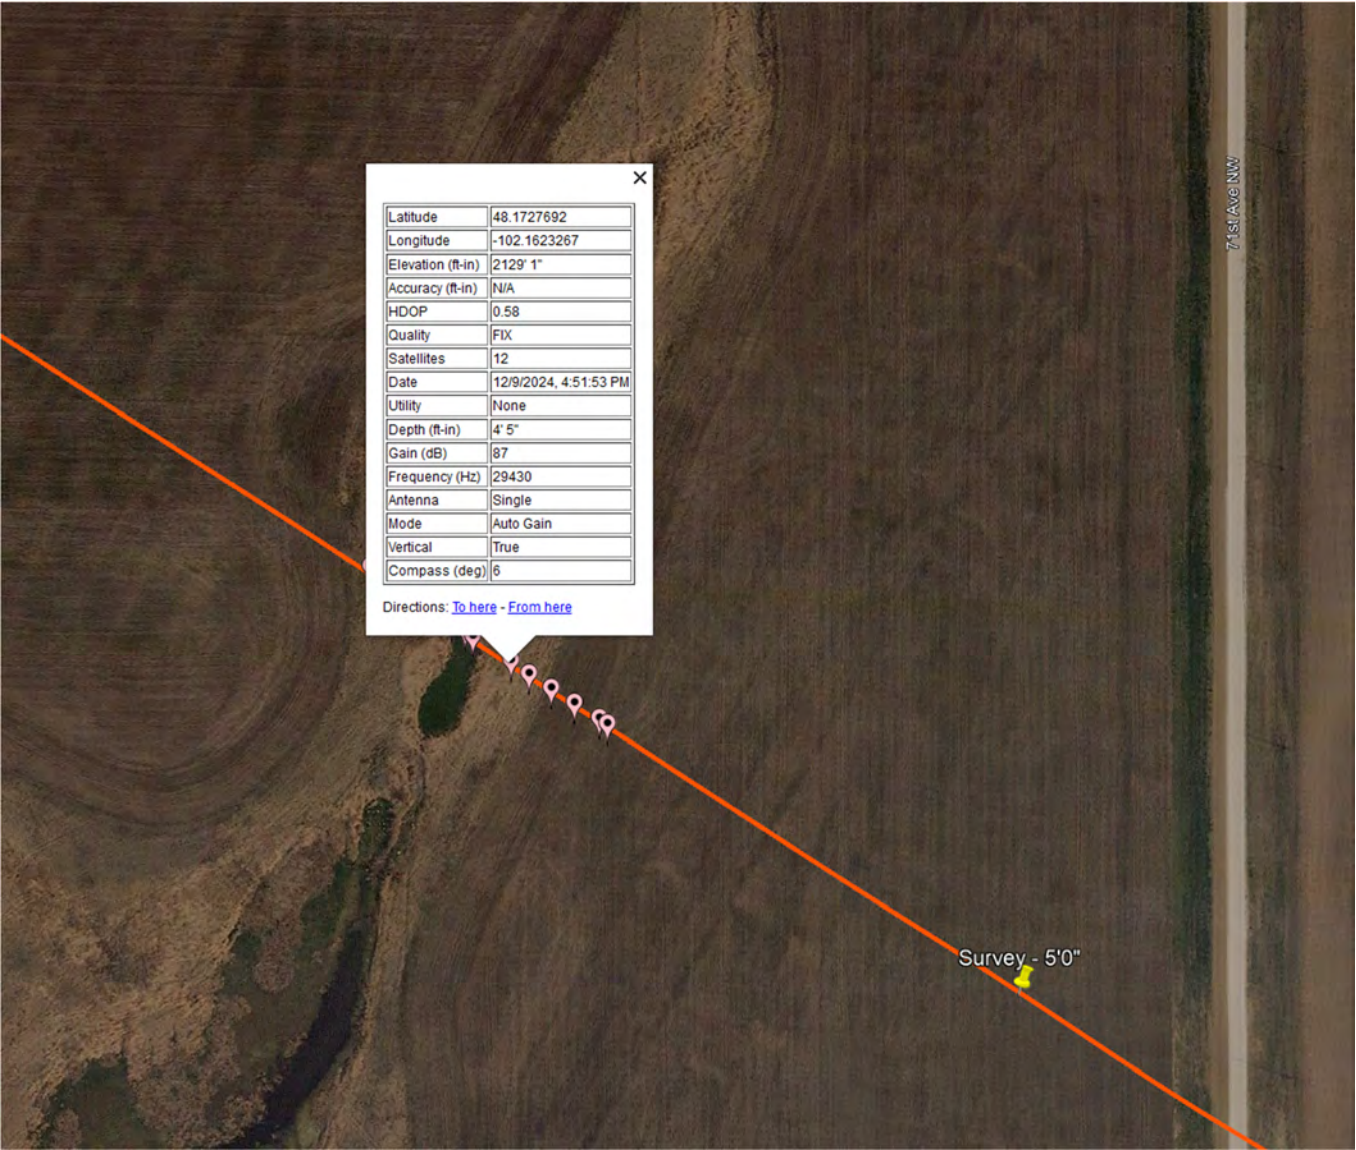 71st Ave NW
Latitude 48.1727692
Longitude -102.1623267
Elevation (ft-in) 2129' 1"
Accuracy (ft-in) N/A
HDOP 0.58
Quality FIX
Satellites 12
Date 12/9/2024, 4:51:53 PM
Utility None
Depth (ft-in) 4' 5"
Gain (dB) 87
Frequency (Hz) 29430
Antenna Single
Mode Auto Gain
Vertical True
Compass (deg) 6
Directions: To here - From here
Survey - 5'0"